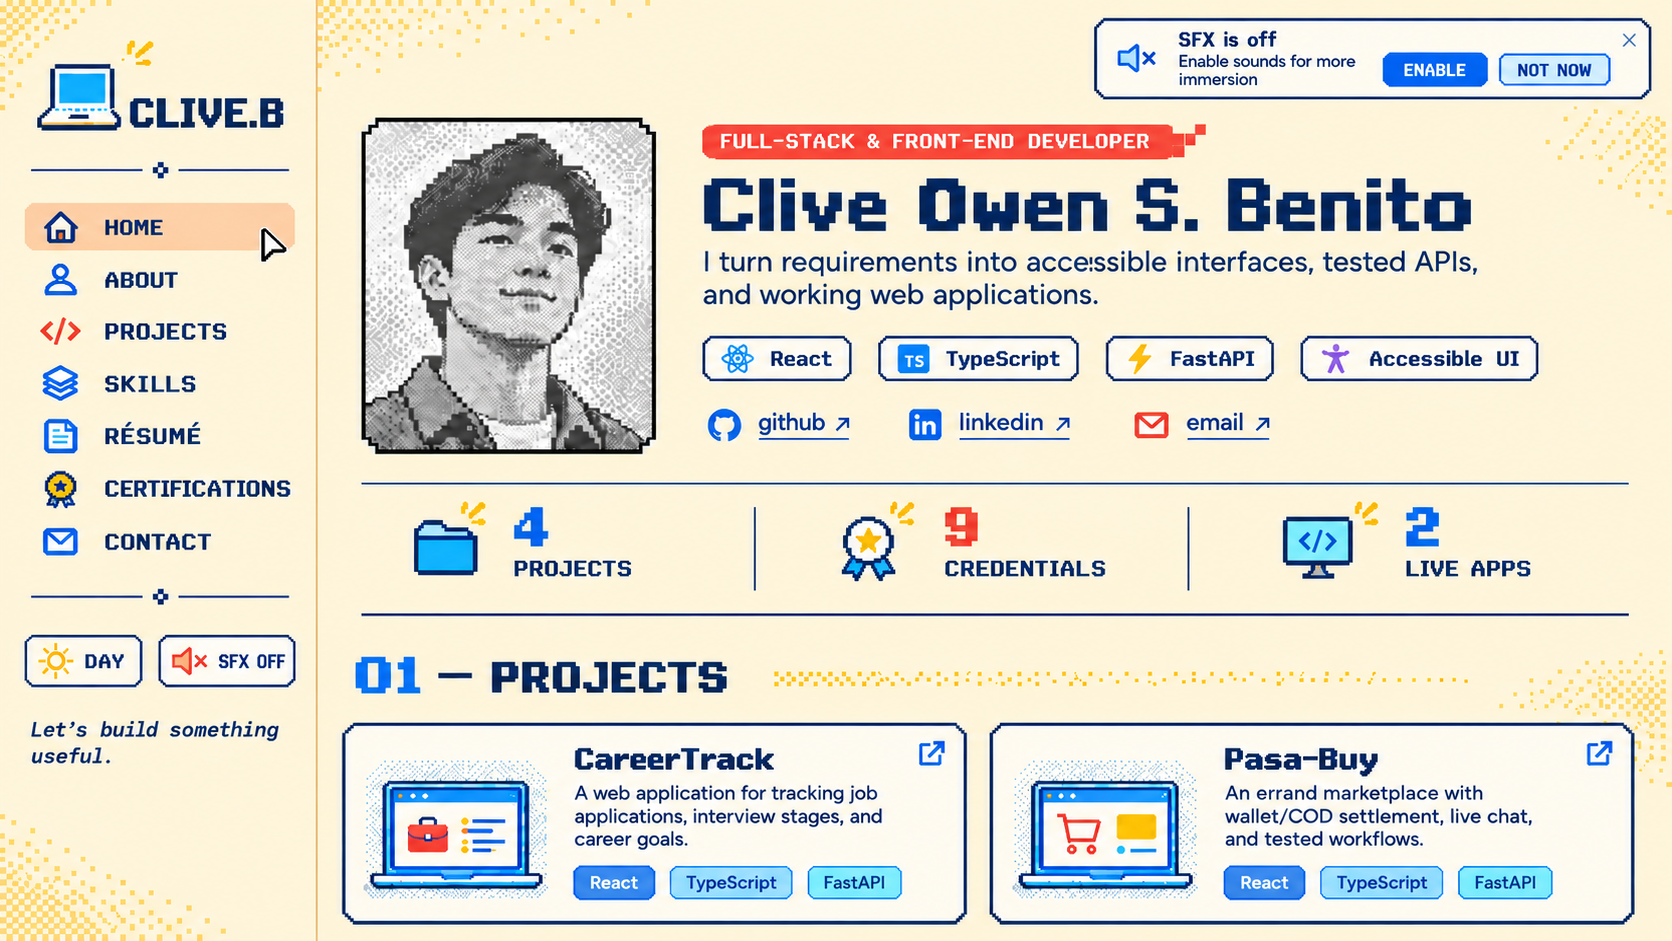 CLIVE.B
HOME
ABOUT
PROJECTS
SKILLS
RÉSUMÉ
CERTIFICATIONS
CONTACT
DAY
SFX OFF
Let's build something
useful.
SFX is off
Enable sounds for more
immersion
ENABLE
NOT NOW
FULL-STACK & FRONT-END DEVELOPER
Clive Owen S. Benito
I turn requirements into accessible interfaces, tested APIs,
and working web applications.
React
TS TypeScript
FastAPI
Accessible UI
github ↗
in linkedin ↗
email ↗
4
PROJECTS
9
CREDENTIALS
</> 2
LIVE APPS
01 — PROJECTS
CareerTrack
A web application for tracking job
applications, interview stages, and
career goals.
React
TypeScript
FastAPI
Pasa-Buy
An errand marketplace with
wallet/COD settlement, live chat,
and tested workflows.
React
TypeScript
FastAPI